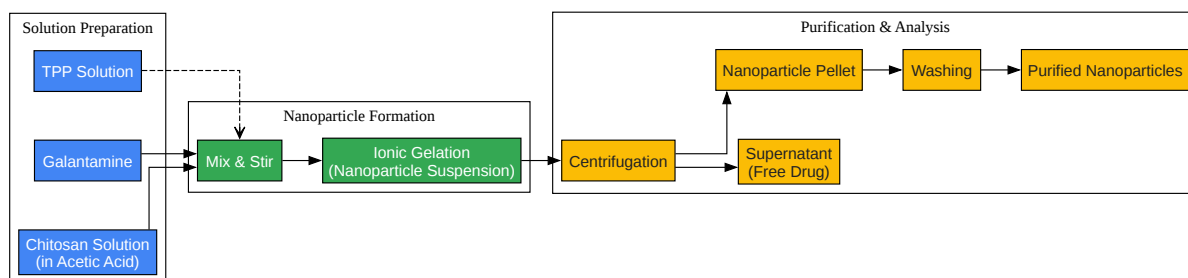 Solution Preparation
TPP Solution
Galantamine
Chitosan Solution
(in Acetic Acid)
Nanoparticle Formation
Mix & Stir
Ionic Gelation
(Nanoparticle Suspension)
Purification & Analysis
Centrifugation
Nanoparticle Pellet
Washing
Purified Nanoparticles
Supernatant
(Free Drug)